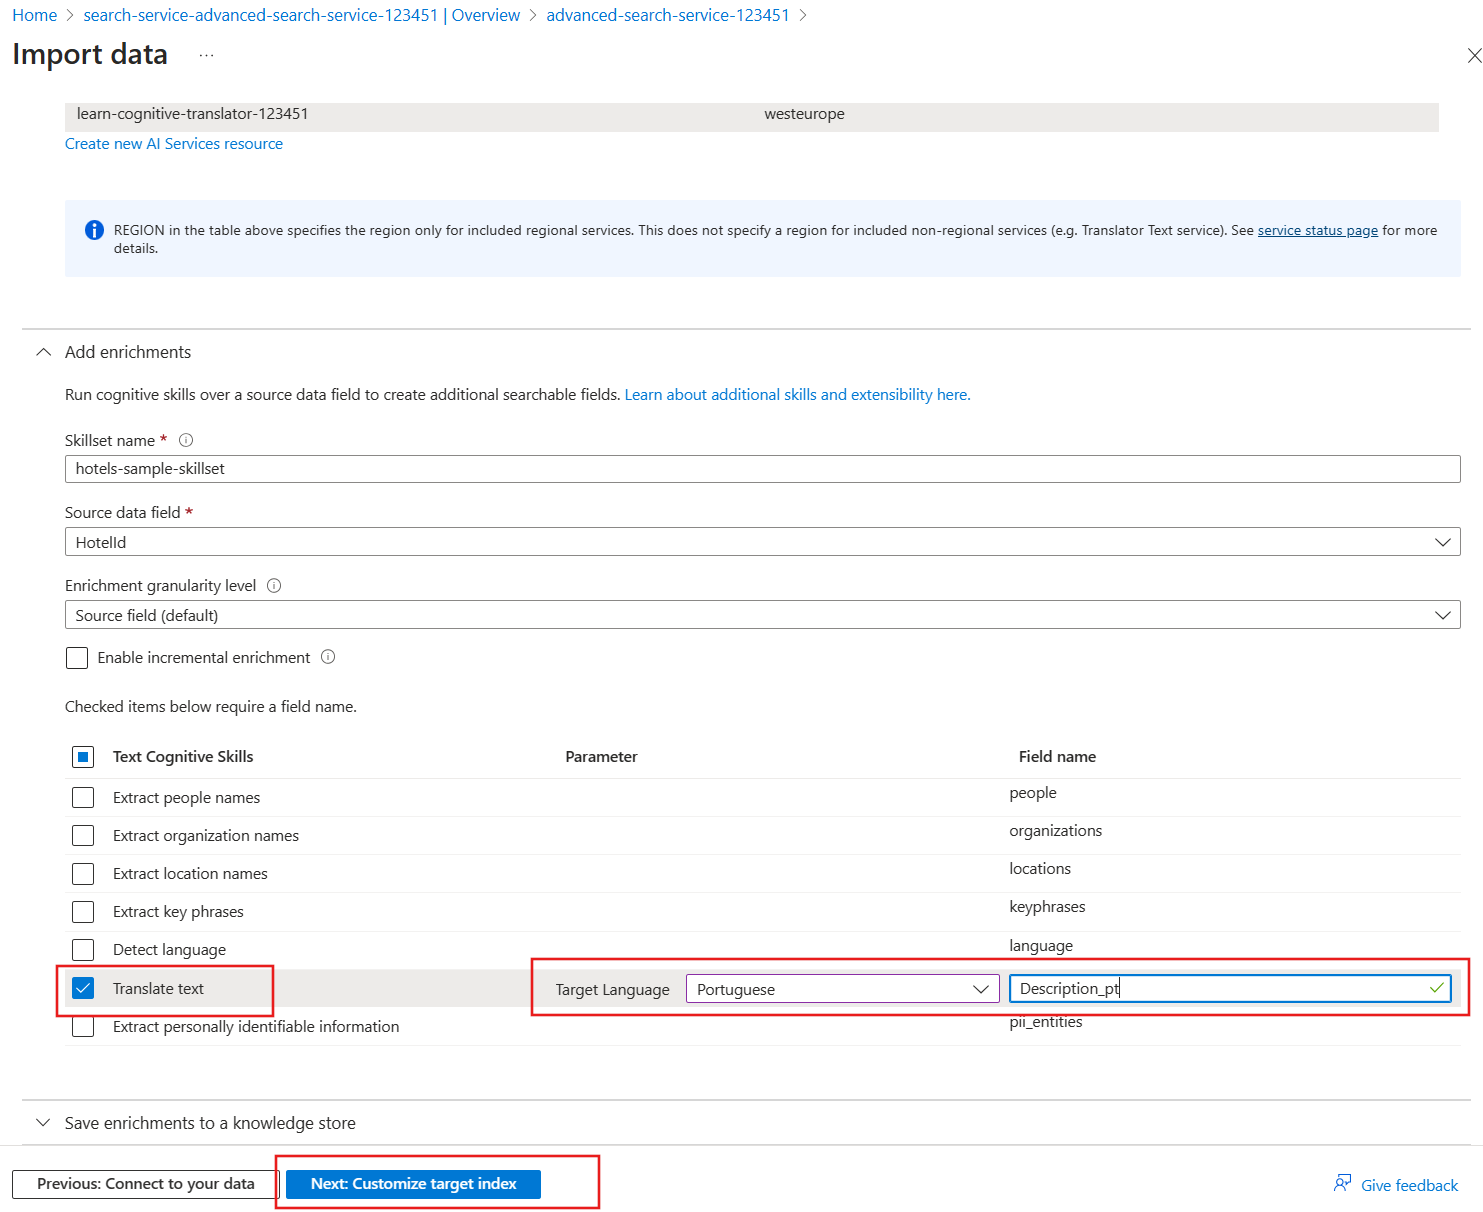 Home > search-service-advanced-search-service-123451 | Overview > advanced-search-service-123451 >
Import data ...
learn-cognitive-translator-123451 westeurope
Create new AI Services resource
REGION in the table above specifies the region only for included regional services. This does not specify a region for included non-regional services (e.g. Translator Text service). See service status page for more
details.
Add enrichments
Run cognitive skills over a source data field to create additional searchable fields. Learn about additional skills and extensibility here.
Skillset name *
hotels-sample-skillset
Source data field *
HotelId
Enrichment granularity level
Source field (default)
Enable incremental enrichment
Checked items below require a field name.
Text Cognitive Skills Parameter Field name
Extract people names people
Extract organization names organizations
Extract location names locations
Extract key phrases keyphrases
Detect language language
Translate text Target Language Portuguese Description_pt
Extract personally identifiable information pii_entities
Save enrichments to a knowledge store
Previous: Connect to your data Next: Customize target index Give feedback